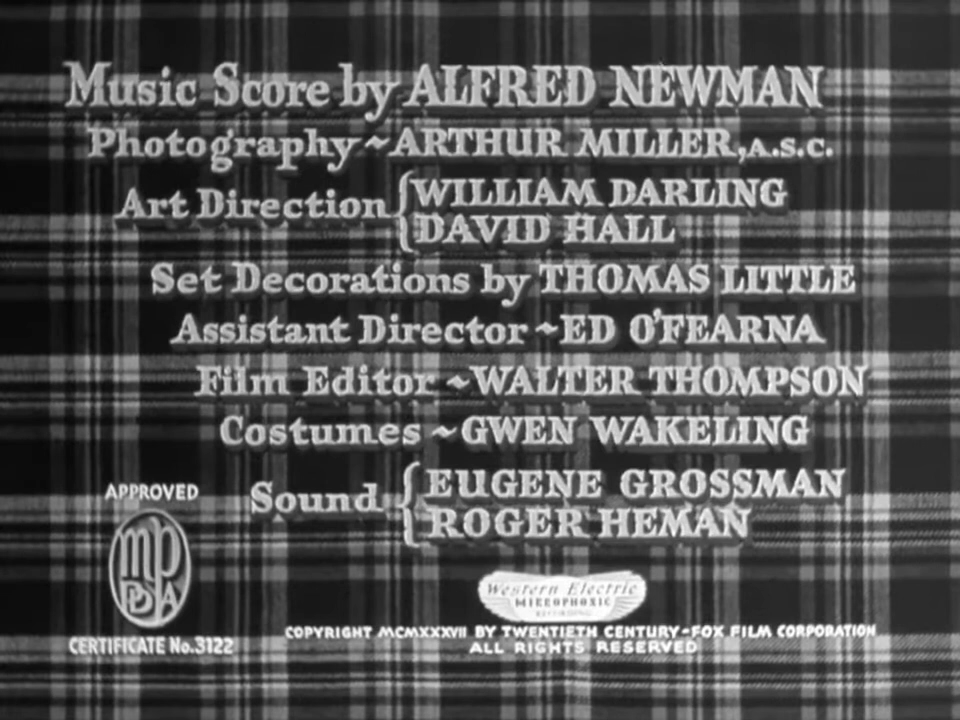 Music Score by ALFRED NEWMAN
Photography ~ ARTHUR MILLER, A.S.C.
Art Direction { WILLIAM DARLING
DAVID HALL
Set Decorations by THOMAS LITTLE
Assistant Director ~ ED O'FEARNA
Film Editor ~ WALTER THOMPSON
Costumes ~ GWEN WAKELING
Sound { EUGENE GROSSMAN
ROGER HEMAN
APPROVED
MPPDA
CERTIFICATE No. 3122
Western Electric
MIRROPHONIC
RECORDING
COPYRIGHT MCMXXXVII BY TWENTIETH CENTURY-FOX FILM CORPORATION
ALL RIGHTS RESERVED